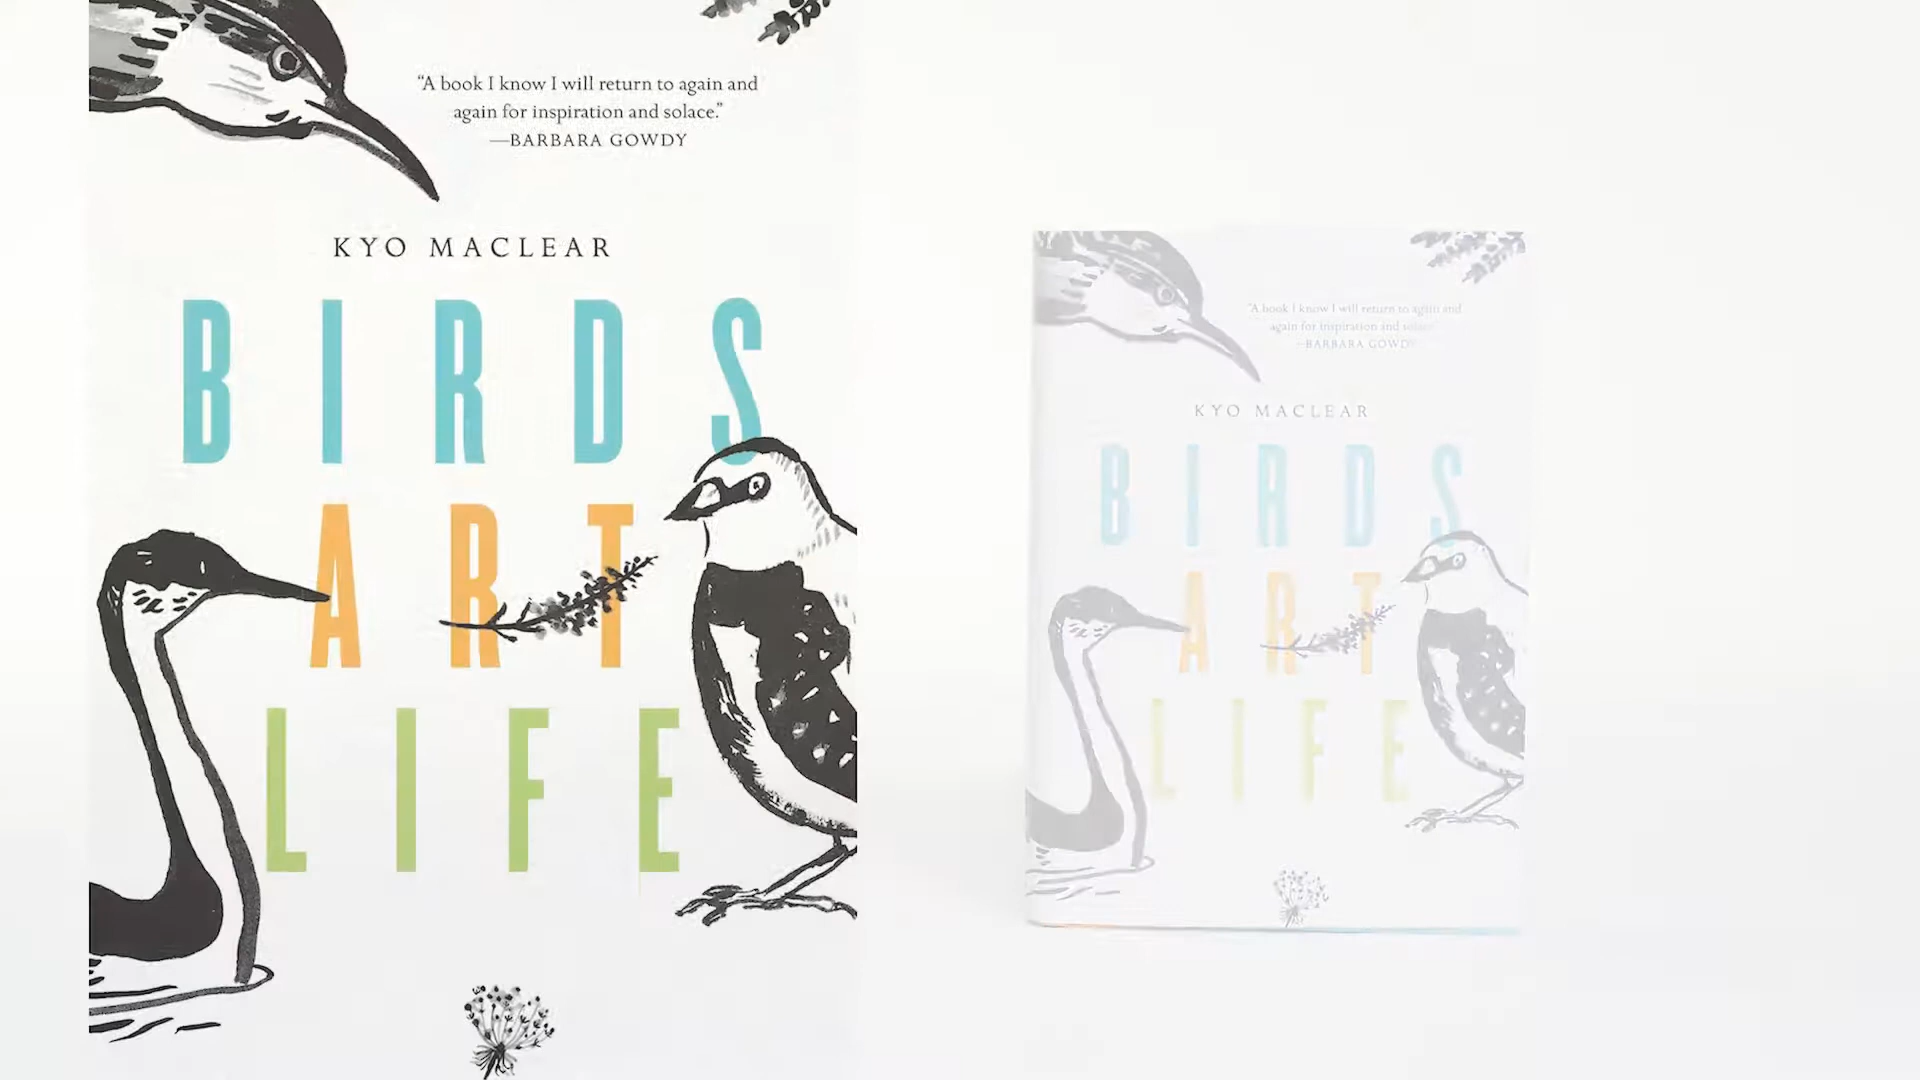 “A book I know I will return to again and
again for inspiration and solace.”
—BARBARA GOWDY
KYO MACLEAR
BIRDS
ART
LIFE
“A book I know I will return to again and
again for inspiration and solace.”
—BARBARA GOWDY
KYO MACLEAR
BIRDS
ART
LIFE